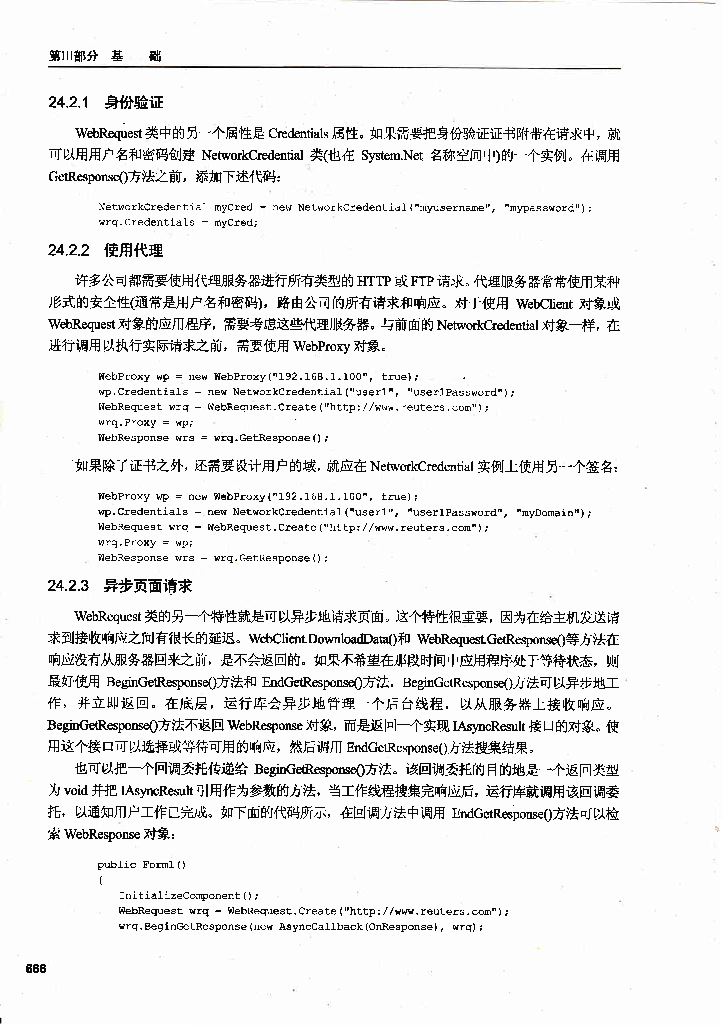 第III部分 基 础
24.2.1 身份验证
WebRequest 类中的另一个属性是 Credentials 属性。如果需要把身份验证证书附带在请求中，就
可以用用户名和密码创建 NetworkCredential 类(也在 System.Net 名称空间中)的一个实例。在调用
GetResponse()方法之前，添加下述代码：
NetworkCredential myCred = new NetworkCredential("myusername", "mypassword");
wrq.Credentials = myCred;
24.2.2 使用代理
许多公司都需要使用代理服务器进行所有类型的 HTTP 或 FTP 请求。代理服务器常常使用某种
形式的安全性(通常是用户名和密码)，路由公司的所有请求和响应。对于使用 WebClient 对象或
WebRequest 对象的应用程序，需要考虑这些代理服务器。与前面的 NetworkCredential 对象一样，在
进行调用以执行实际请求之前，需要使用 WebProxy 对象。
WebProxy wp = new WebProxy("192.168.1.100", true);
wp.Credentials = new NetworkCredential("user1", "user1Password");
WebRequest wrq = WebRequest.Create("http://www.reuters.com");
wrq.Proxy = wp;
WebResponse wrs = wrq.GetResponse();
如果除了证书之外，还需要设计用户的域，就应在 NetworkCredential 实例上使用另一个签名：
WebProxy wp = new WebProxy("192.168.1.100", true);
wp.Credentials = new NetworkCredential("user1", "user1Password", "myDomain");
WebRequest wrq = WebRequest.Create("http://www.reuters.com");
wrq.Proxy = wp;
WebResponse wrs = wrq.GetResponse();
24.2.3 异步页面请求
WebRequest 类的另一个特性就是可以异步地请求页面。这个特性很重要，因为在给主机发送请
求到接收响应之间有很长的延迟。WebClient.DownloadData()和 WebRequest.GetResponse()等方法在
响应没有从服务器回来之前，是不会返回的。如果不希望在那段时间中应用程序处于等待状态，则
最好使用 BeginGetResponse()方法和 EndGetResponse()方法，BeginGetResponse()方法可以异步地工
作，并立即返回。在底层，运行库会异步地管理一个后台线程，以从服务器上接收响应。
BeginGetResponse()方法不返回 WebResponse 对象，而是返回一个实现 IAsyncResult 接口的对象。使
用这个接口可以选择或等待可用的响应，然后调用 EndGetResponse()方法搜集结果。
也可以把一个回调委托传递给 BeginGetResponse()方法。该回调委托的目的地是一个返回类型
为 void 并把 IAsyncResult 引用作为参数的方法，当工作线程搜集完响应后，运行库就调用该回调委
托，以通知用户工作已完成。如下面的代码所示，在回调方法中调用 EndGetResponse()方法可以检
索 WebResponse 对象：
public Form1()
{
InitializeComponent();
WebRequest wrq = WebRequest.Create("http://www.reuters.com");
wrq.BeginGetResponse(new AsyncCallback(OnResponse), wrq);
666